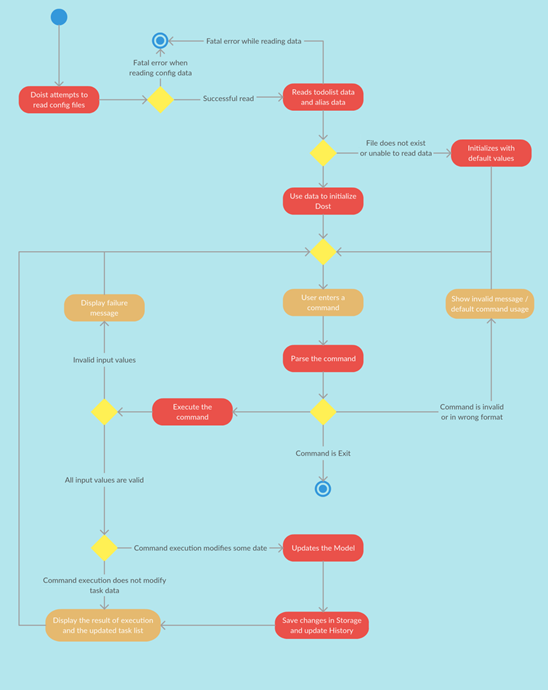 Fatal error while reading data
Fatal error when
reading config data
Doist attempts to
read config files
Successful read
Reads todolist data
and alias data
File does not exist
or unable to read data
Initializes with
default values
Use data to initialize
Dost
Display failure
message
User enters a
command
Show invalid message /
default command usage
Invalid input values
Parse the command
Execute the
command
Command is invalid
or in wrong format
Command is Exit
All input values are valid
Command execution modifies some date
Updates the Model
Command execution does not modify
task data
Display the result of execution
and the updated task list
Save changes in Storage
and update History